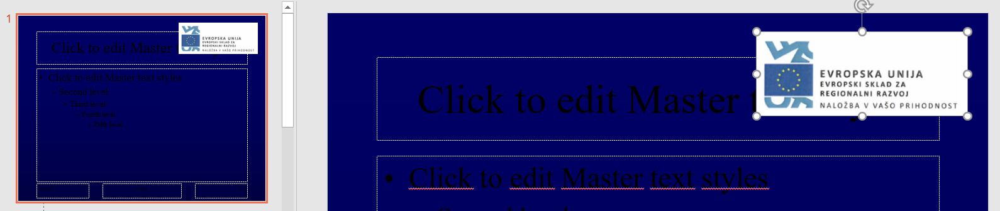 1
Click to edit Master
EVROPSKA UNIJA
EVROPSKI SKLAD ZA
REGIONALNI RAZVOJ
NALOŽBA V VAŠO PRIHODNOST
• Click to edit Master text styles
– Second level
• Third level
– Fourth level
Fifth level
Click to edit Master
EVROPSKA UNIJA
EVROPSKI SKLAD ZA
REGIONALNI RAZVOJ
NALOŽBA V VAŠO PRIHODNOST
• Click to edit Master text styles